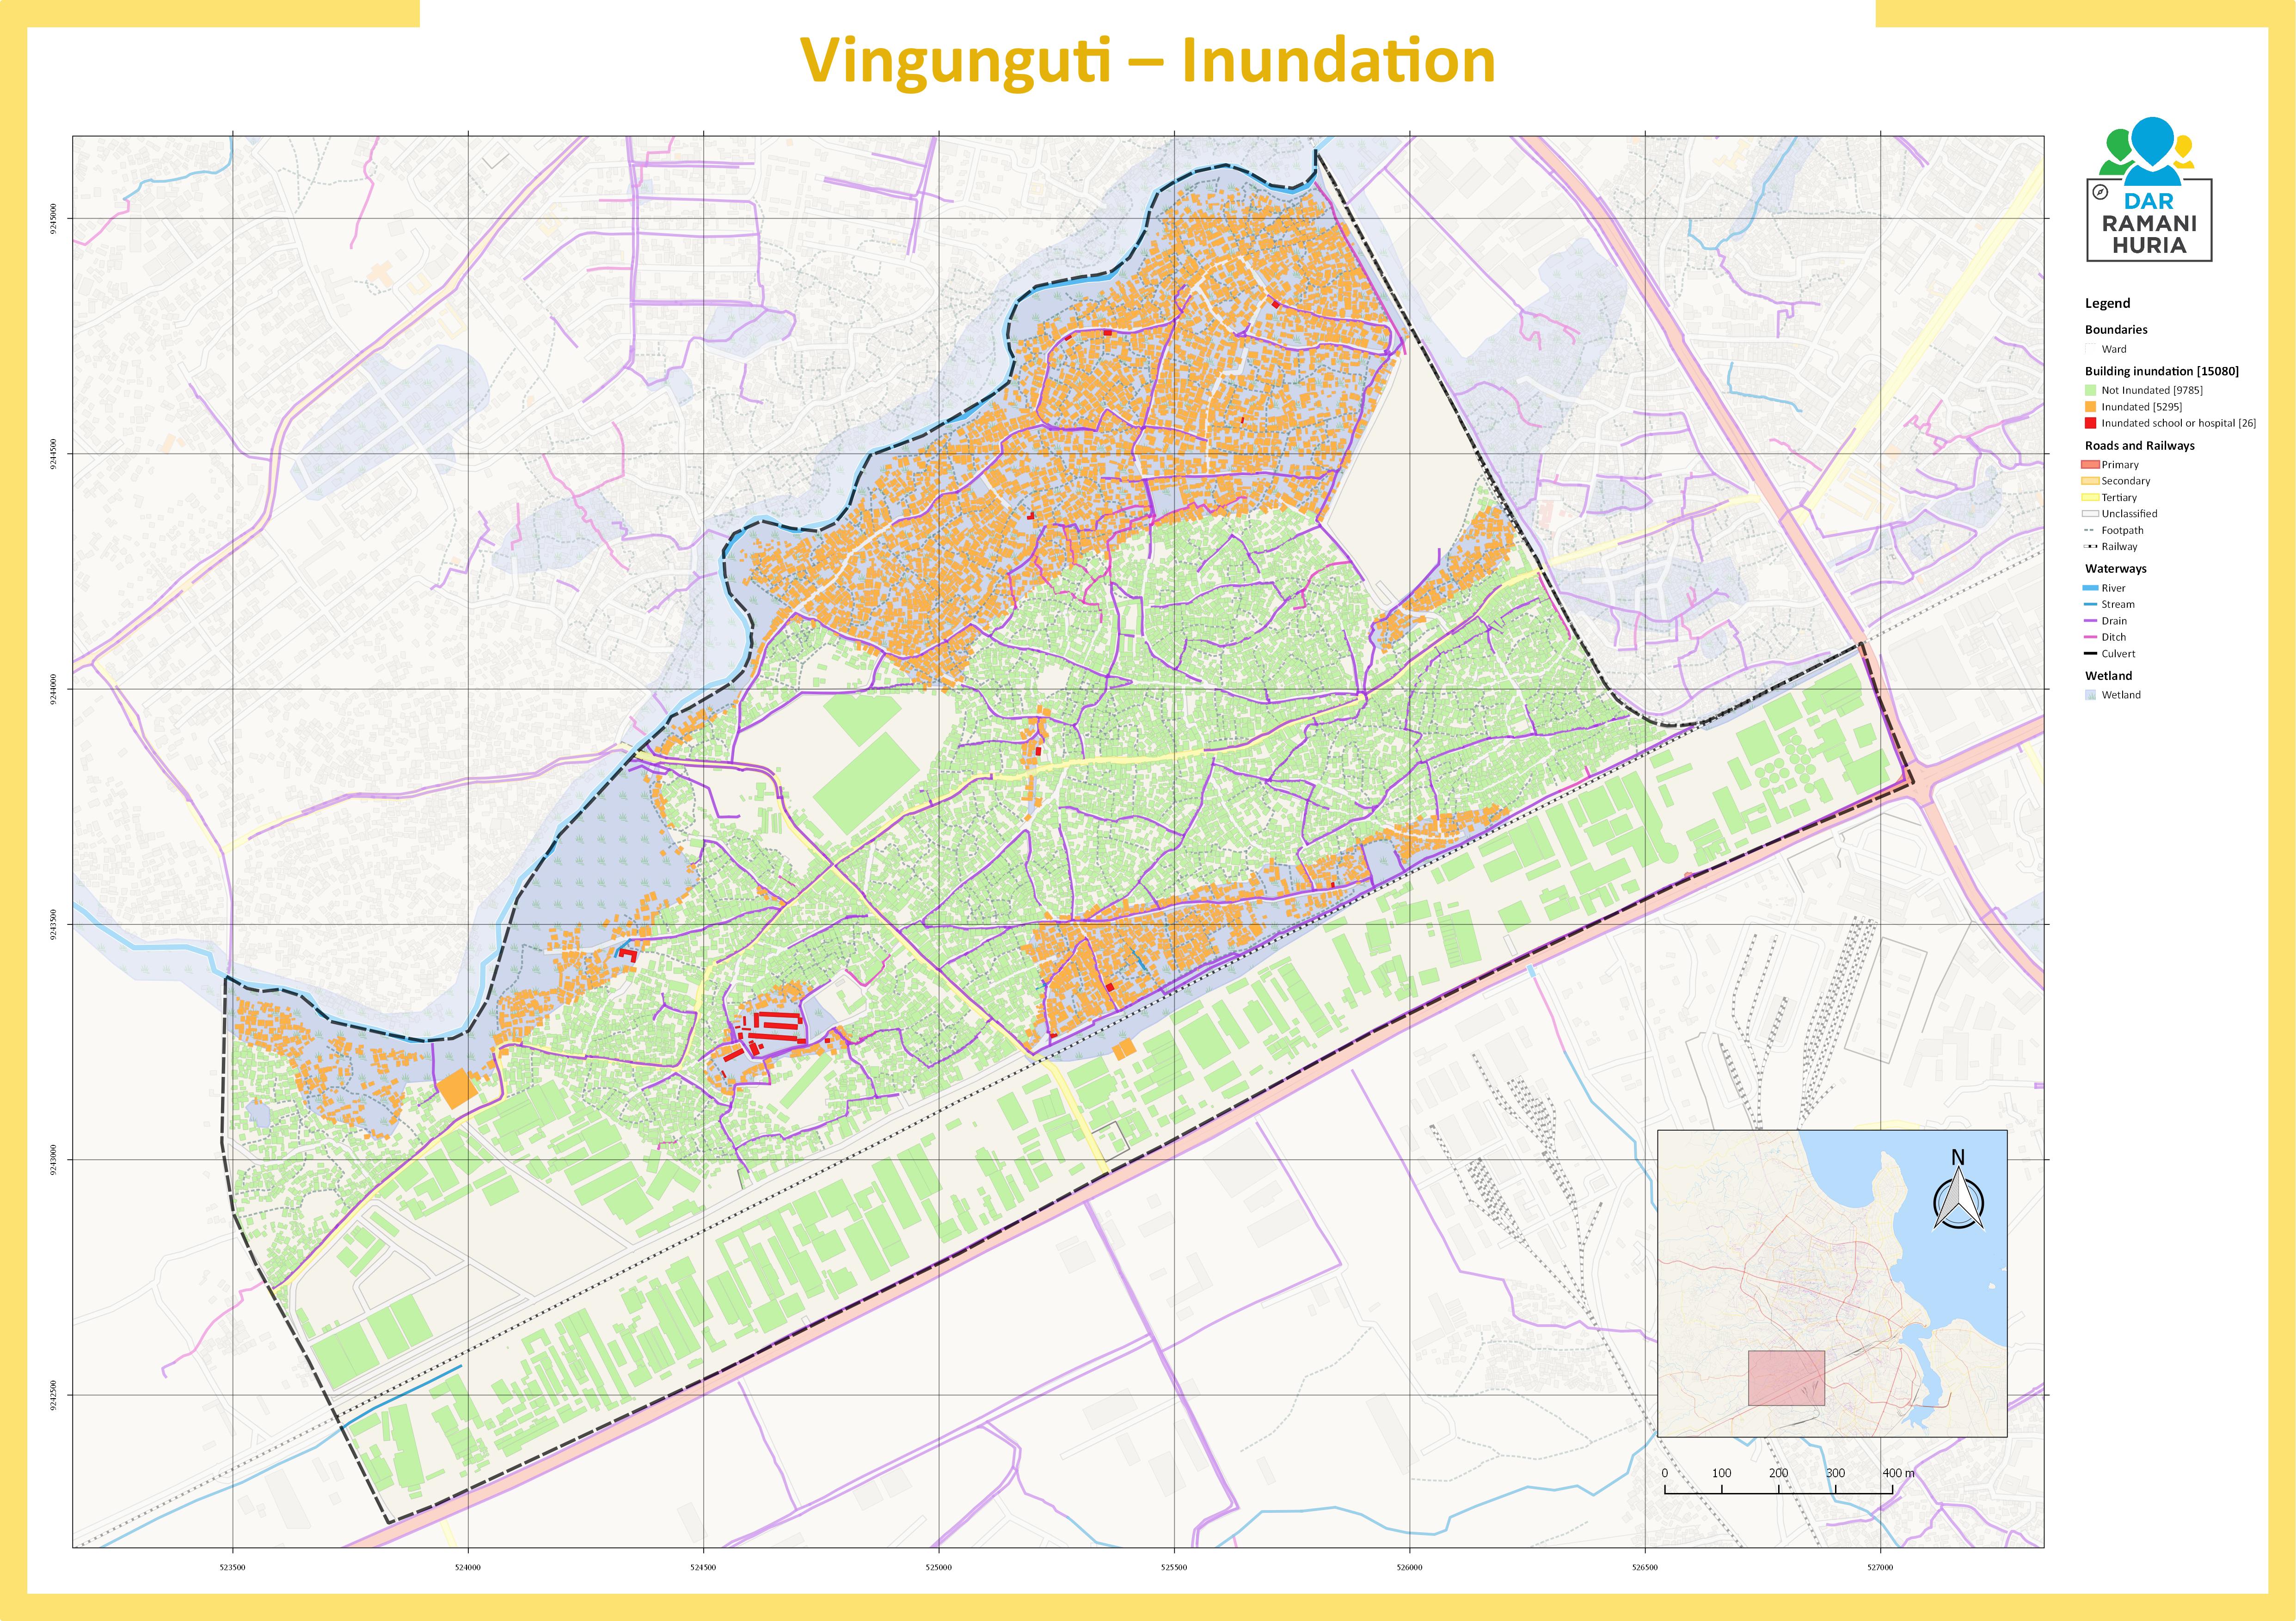 Vingunguti – Inundation
DAR
RAMANI
HURIA
Legend
Boundaries
Ward
Building inundation [15080]
Not Inundated [9785]
Inundated [5295]
Inundated school or hospital [26]
Roads and Railways
Primary
Secondary
Tertiary
Unclassified
Footpath
Railway
Waterways
River
Stream
Drain
Ditch
Culvert
Wetland
Wetland
9245000
9244500
9244000
9243500
9243000
9242500
N
0 100 200 300 400 m
523500 524000 524500 525000 525500 526000 526500 527000